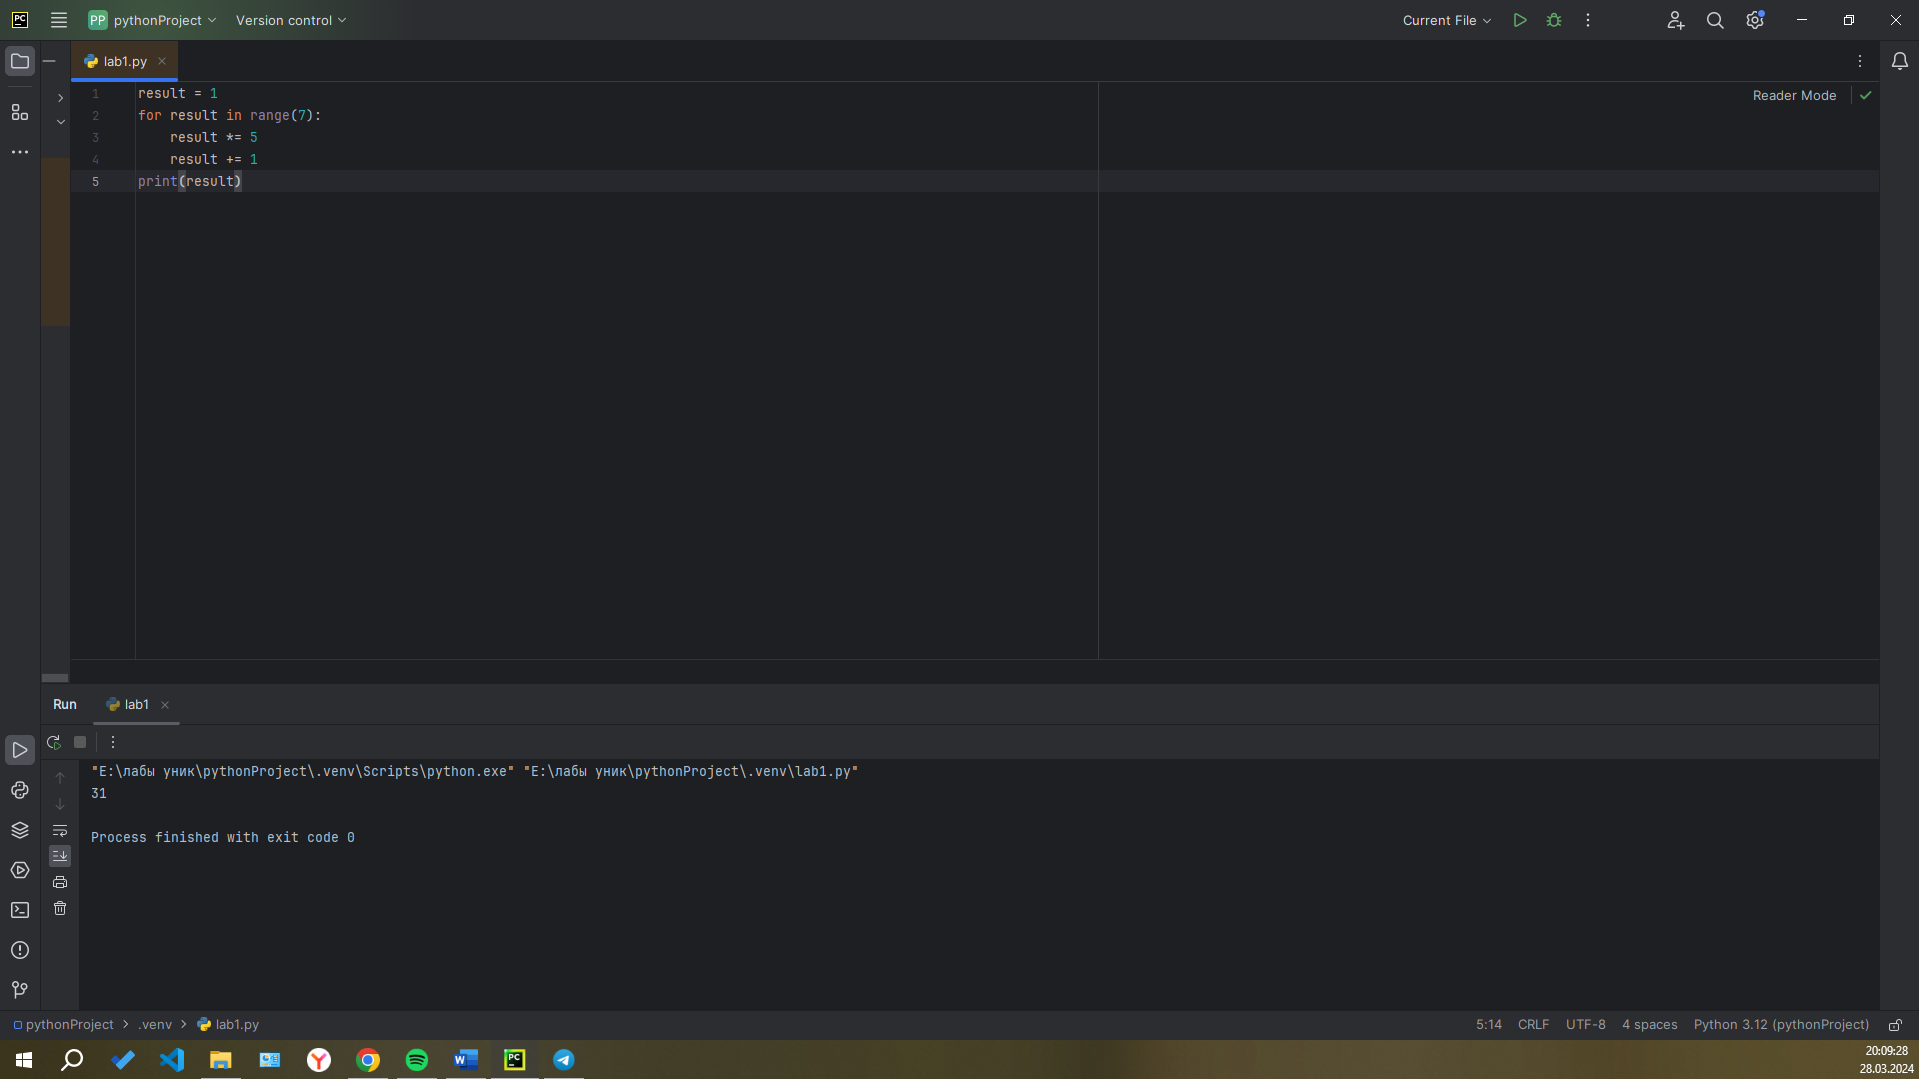 PC
PP pythonProject Version control
Current File
lab1.py
Reader Mode
1 result = 1
2 for result in range(7):
3     result *= 5
4     result += 1
5 print(result)
Run lab1
"E:\лабы уник\pythonProject\.venv\Scripts\python.exe" "E:\лабы уник\pythonProject\.venv\lab1.py"
31
Process finished with exit code 0
pythonProject > .venv > lab1.py
5:14 CRLF UTF-8 4 spaces Python 3.12 (pythonProject)
20:09:28
28.03.2024